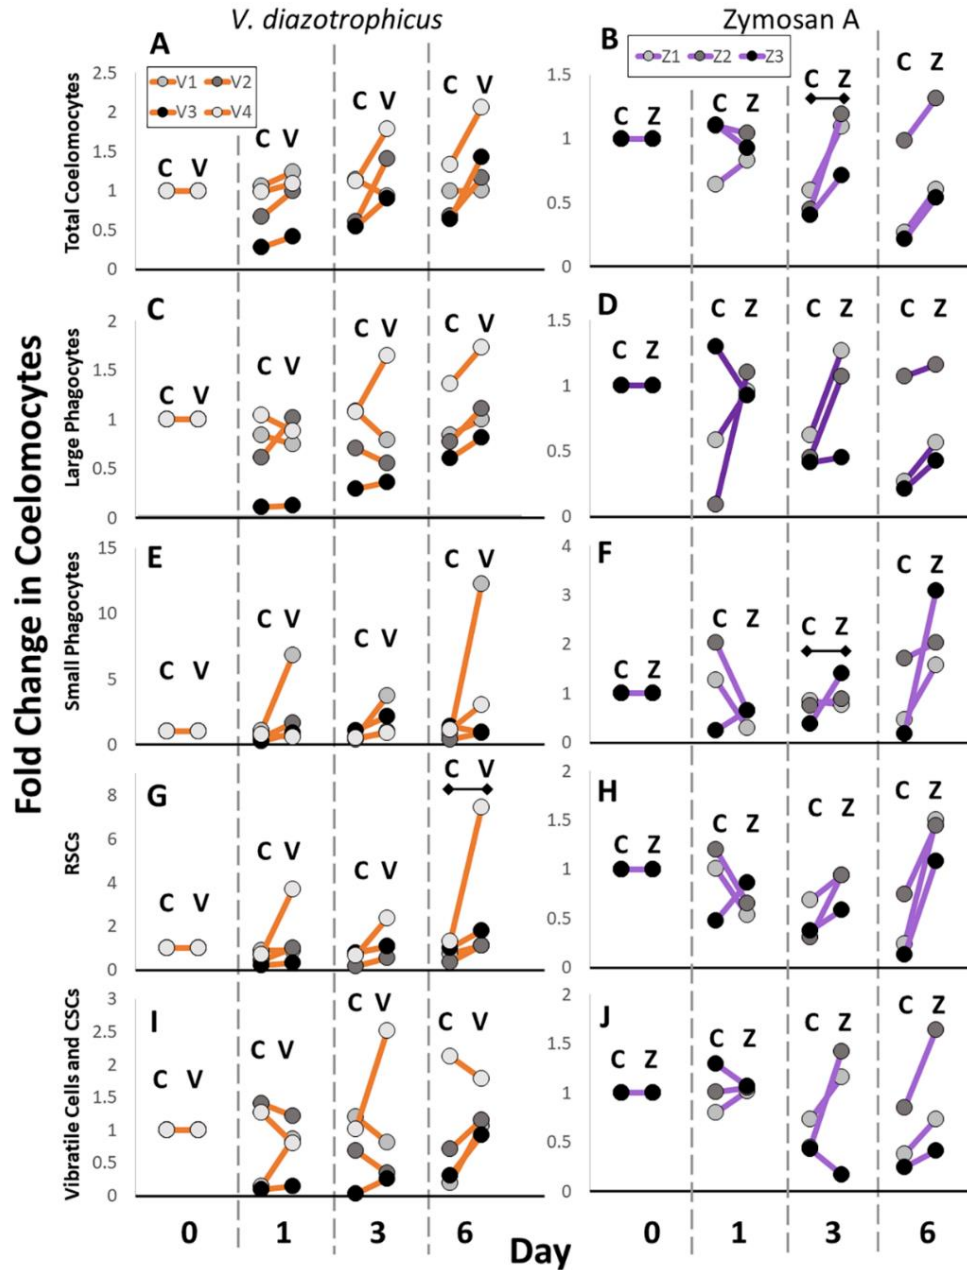 V. diazotrophicus
Zymosan A
Fold Change in Coelomocytes
A
V1 V2
V3 V4
Total Coelomocytes
2.5
2
1.5
1
0.5
0
C V
C V
C V
C V
B
Z1 Z2 Z3
1.5
1
0.5
0
C Z
C Z
C Z
C Z
C
Large Phagocytes
2
1.5
1
0.5
0
C V
C V
C V
C V
D
1.5
1
0.5
0
C Z
C Z
C Z
C Z
E
Small Phagocytes
15
10
5
0
C V
C V
C V
C V
F
4
3
2
1
0
C Z
C Z
C Z
C Z
G
RSCs
8
6
4
2
0
C V
C V
C V
C V
H
2
1.5
1
0.5
0
C Z
C Z
C Z
C Z
I
Vibratile Cells and CSCs
3
2.5
2
1.5
1
0.5
0
C V
C V
C V
C V
J
2
1.5
1
0.5
0
C Z
C Z
C Z
C Z
0 1 3 6 0 1 3 6
Day